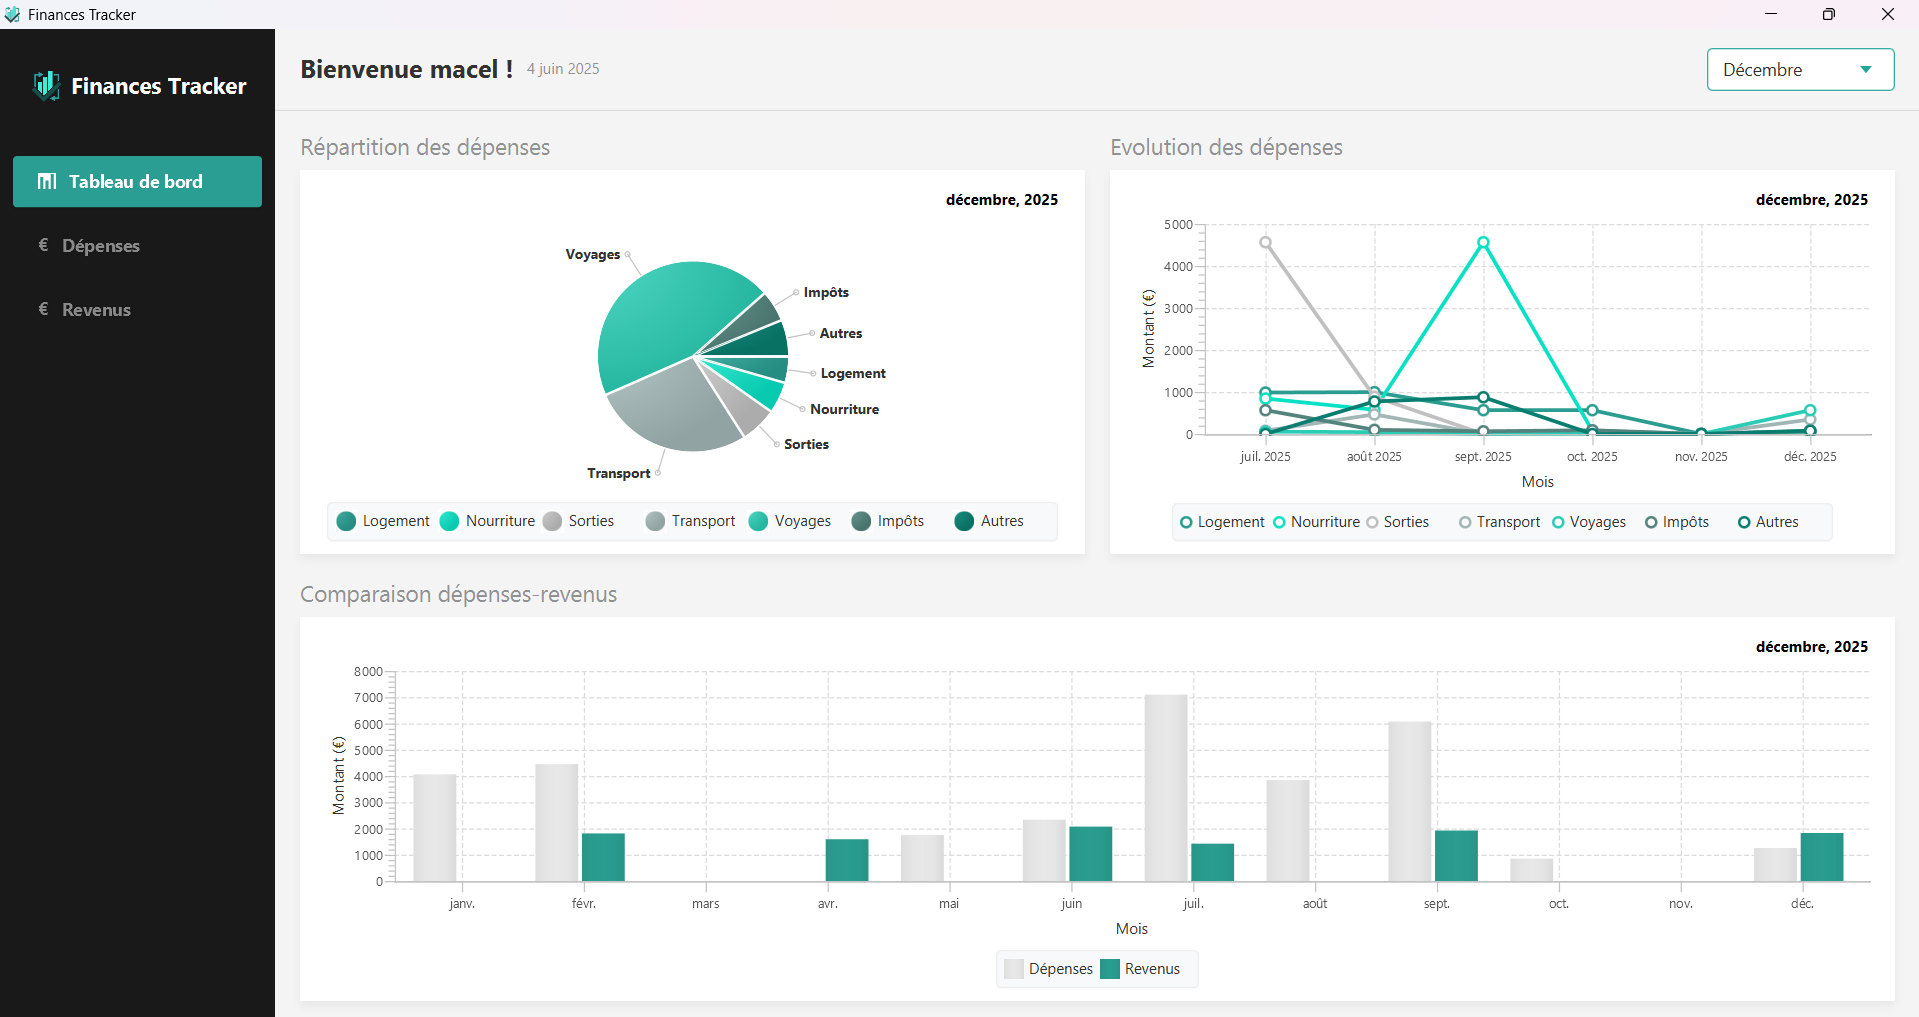 Finances Tracker
Finances Tracker
Tableau de bord
€ Dépenses
€ Revenus
Bienvenue macel ! 4 juin 2025
Décembre
Répartition des dépenses
décembre, 2025
Voyages
Impôts
Autres
Logement
Nourriture
Sorties
Transport
Logement Nourriture Sorties Transport Voyages Impôts Autres
Evolution des dépenses
décembre, 2025
Montant (€)
5000
4000
3000
2000
1000
0
juil. 2025 août 2025 sept. 2025 oct. 2025 nov. 2025 déc. 2025
Mois
Logement Nourriture Sorties Transport Voyages Impôts Autres
Comparaison dépenses-revenus
décembre, 2025
Montant (€)
8000
7000
6000
5000
4000
3000
2000
1000
0
janv. févr. mars avr. mai juin juil. août sept. oct. nov. déc.
Mois
Dépenses Revenus